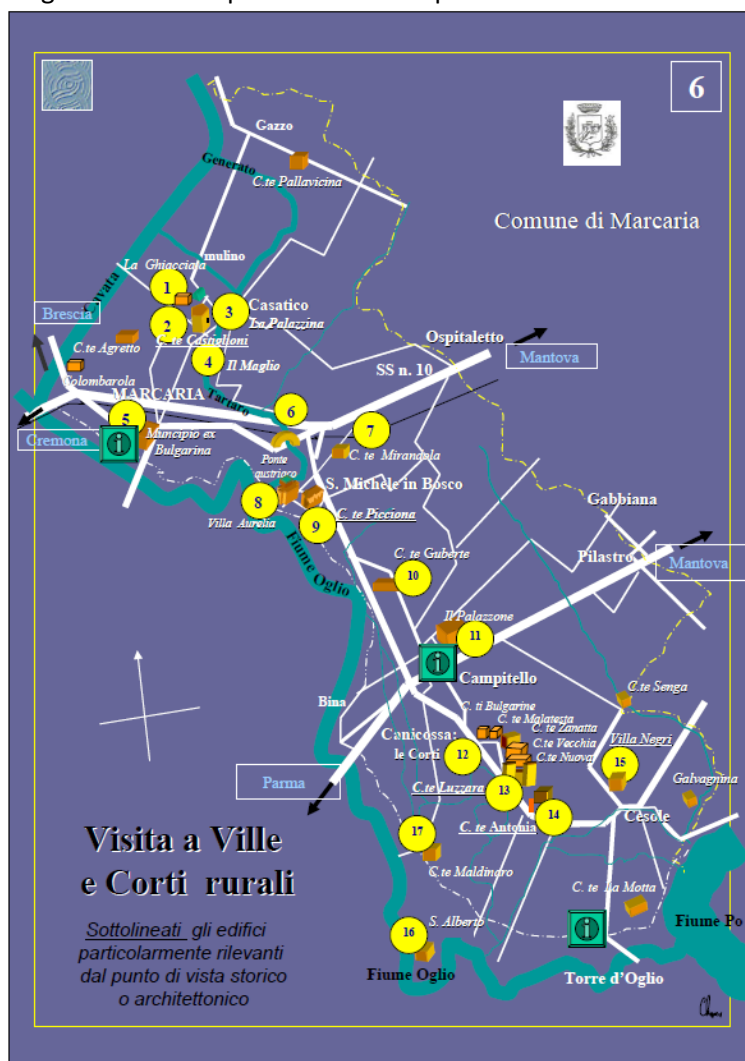 6
Gazzo
Generato
C.te Pallavicina
Comune di Marcaria
mulino
La Ghiacciaia
Cavata
1
3
Casatico
La Palazzina
Brescia
2
C.te Castiglioni
Ospitaletto
Mantova
C.te Agretto
4
Il Maglio
SS n. 10
Colombarola
MARCARIA
Tartaro
6
5
7
Cremona
Municipio ex
Bulgarina
Ponte
austriaco
C. te Mirandola
S. Michele in Bosco
8
Villa Aurelia
9
C. te Picciona
Gabbiana
Fiume Oglio
C. te Guberte
Pilastro
Mantova
10
Il Palazzone
11
Campitello
Bina
C. ti Bulgarine
C. te Malatesta
C. te Zanatta
C.te Senga
Canicossa:
le Corti
C.te Vecchia
C.te Nuova
Villa Negri
12
15
Parma
C.te Luzzara
13
Galvagnina
C. te Antonia
14
Cesole
17
Visita a Ville
e Corti rurali
C.te Maldinaro
C. te La Motta
Sottolineati gli edifici
particolarmente rilevanti
dal punto di vista storico
o architettonico
S. Alberto
16
Fiume Po
Fiume Oglio
Torre d'Oglio